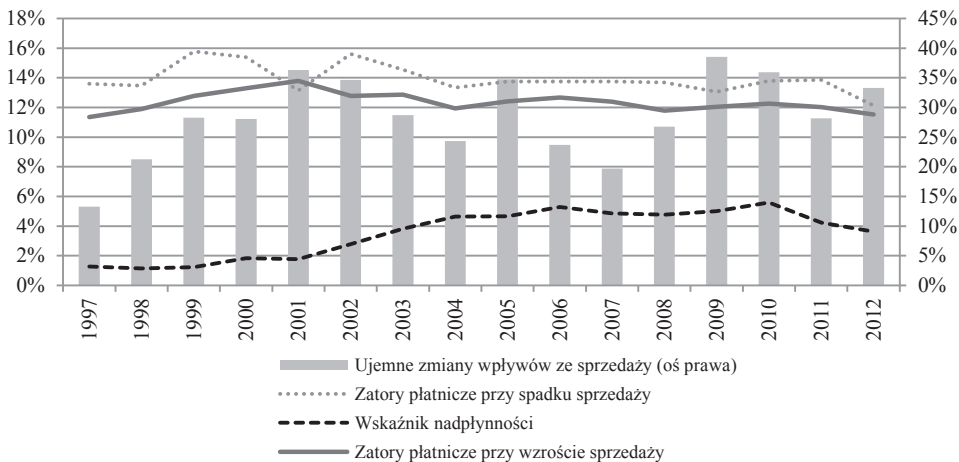 18% 45%
16% 40%
14% 35%
12% 30%
10% 25%
8% 20%
6% 15%
4% 10%
2% 5%
0% 0%
1997 1998 1999 2000 2001 2002 2003 2004 2005 2006 2007 2008 2009 2010 2011 2012
Ujemne zmiany wpływów ze sprzedaży (oś prawa)
Zatory płatnicze przy spadku sprzedaży
Wskaźnik nadpłynności
Zatory płatnicze przy wzroście sprzedaży